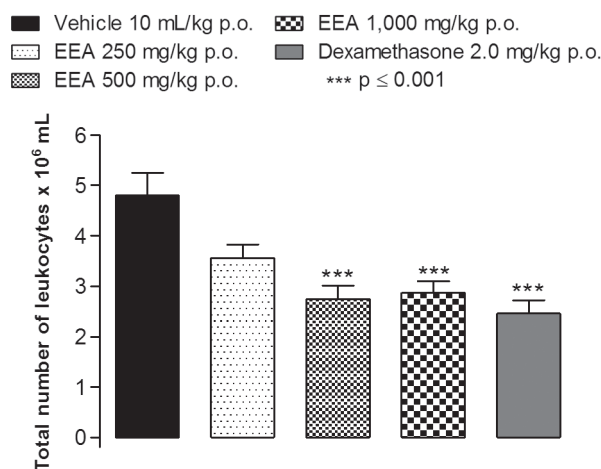 Vehicle 10 mL/kg p.o.
EEA 250 mg/kg p.o.
EEA 500 mg/kg p.o.
EEA 1,000 mg/kg p.o.
Dexamethasone 2.0 mg/kg p.o.
*** p ≤ 0.001
Total number of leukocytes x 10⁶ mL
6
5
4
3
2
1
0
***
***
***